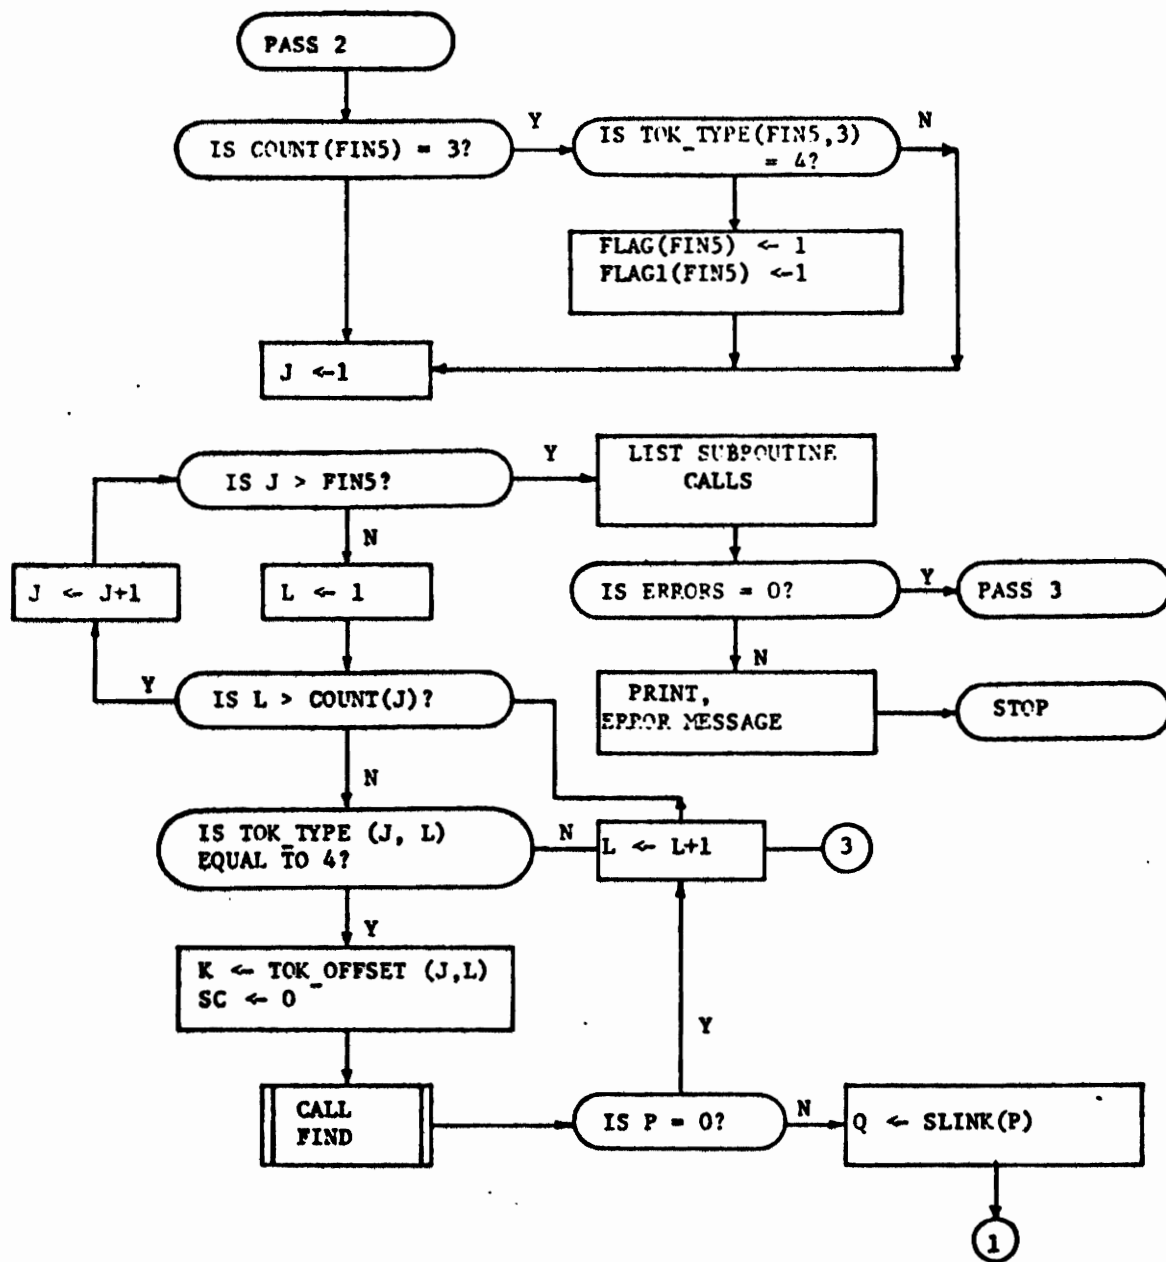 PASS 2
IS COUNT(FIN5) = 3?
Y
IS TOK_TYPE(FIN5,3)
= 4?
N
FLAG(FIN5) <- 1
FLAG1(FIN5) <-1
J <-1
IS J > FIN5?
Y
LIST SUBPOUTINE
CALLS
N
J <- J+1
L <- 1
IS ERRORS = 0?
Y
PASS 3
N
Y
IS L > COUNT(J)?
PRINT,
ERROR MESSAGE
STOP
N
IS TOK_TYPE (J, L)
EQUAL TO 4?
N
L <- L+1
3
Y
K <- TOK_OFFSET (J,L)
SC <- 0
Y
CALL
FIND
IS P = 0?
N
Q <- SLINK(P)
1